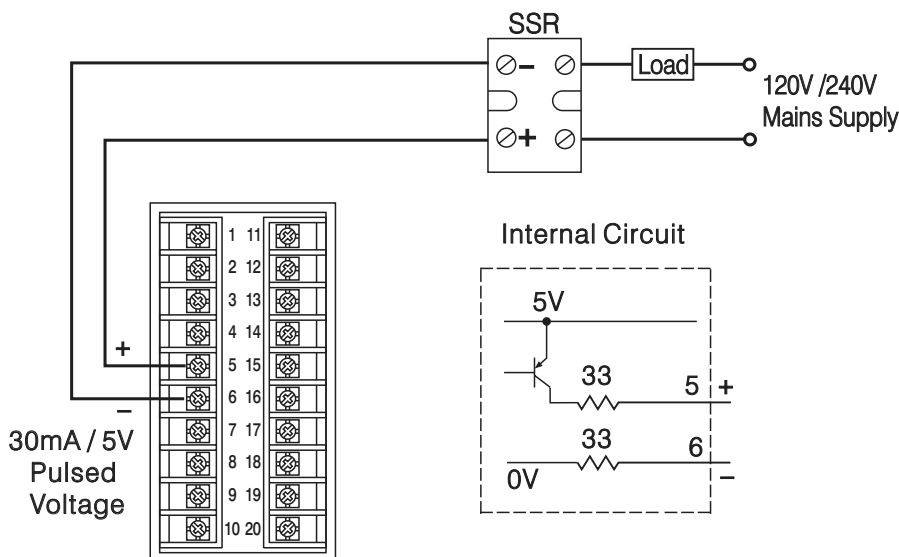 SSR
−
Load
120V /240V
Mains Supply
+
1 11
2 12
3 13
4 14
+
5 15
6 16
−
7 17
8 18
9 19
10 20
30mA / 5V
Pulsed
Voltage
Internal Circuit
5V
33
5 +
33
6
0V
−